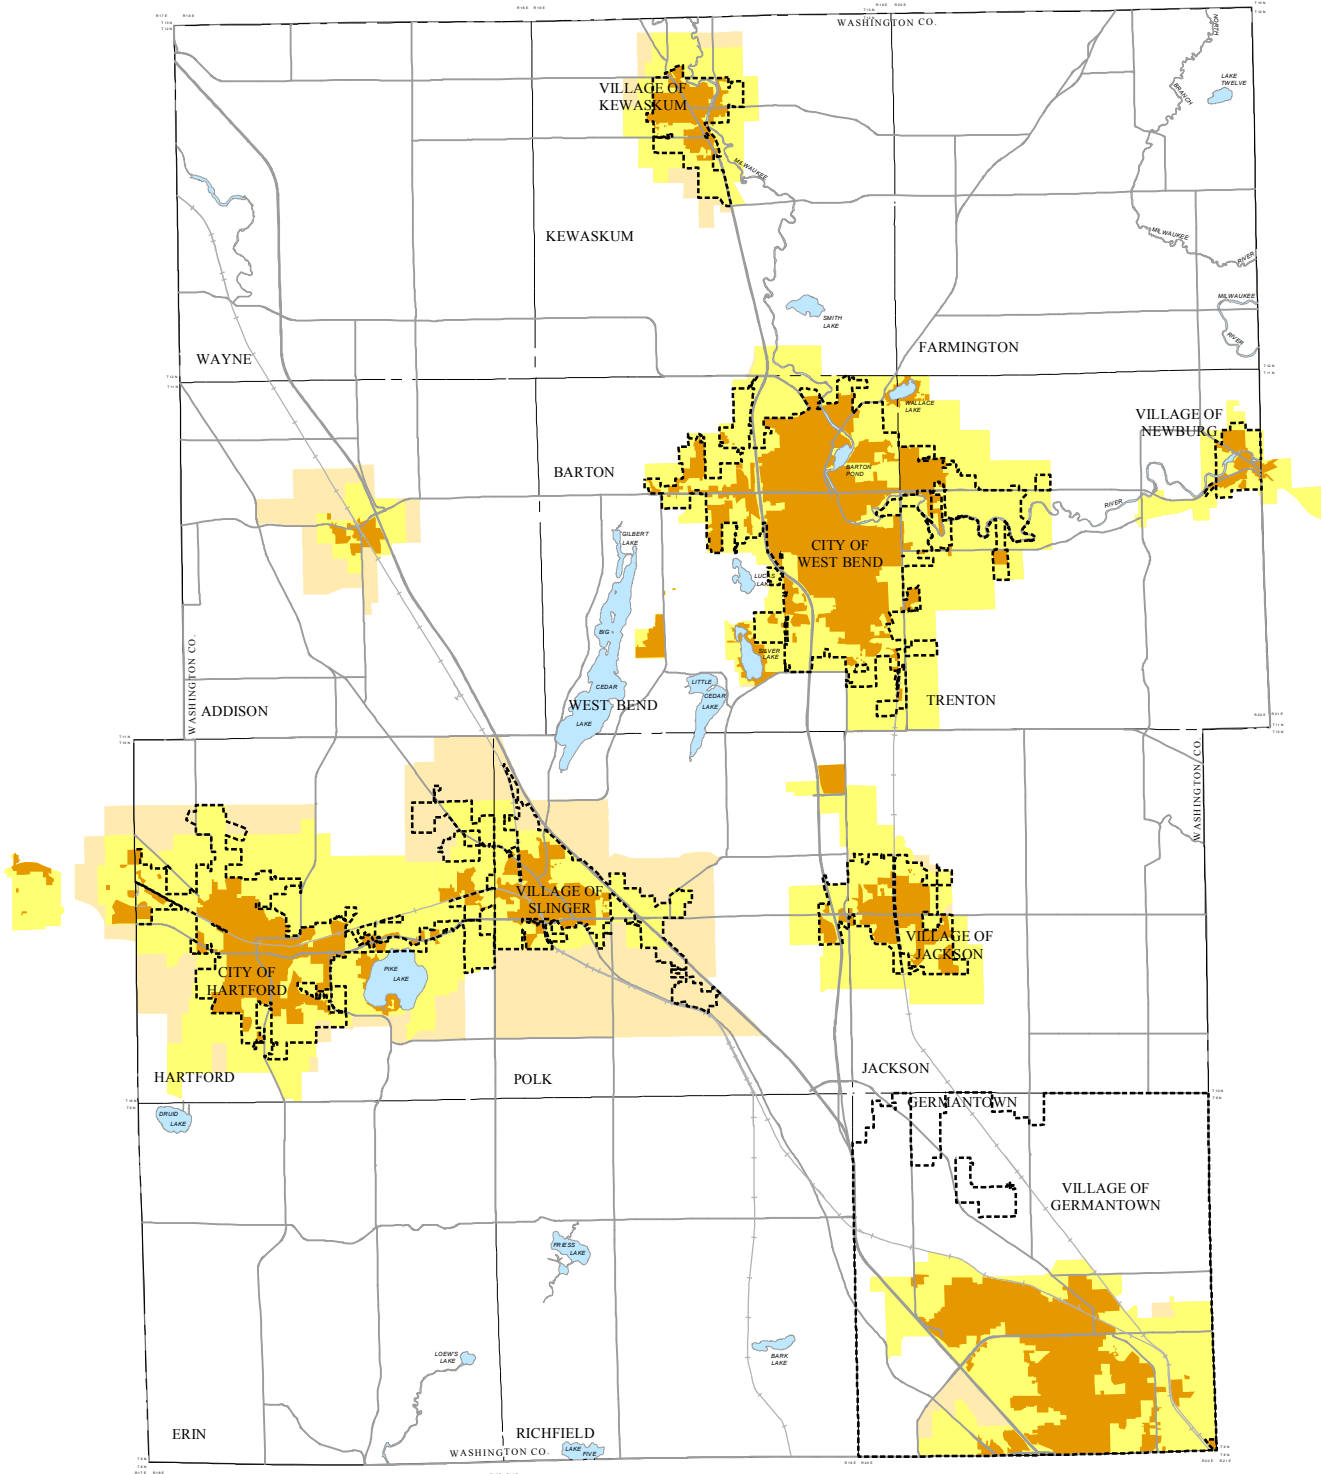 WASHINGTON CO.
NORTH
BRANCH
LAKE
TWELVE
VILLAGE OF
KEWASKUM
MILWAUKEE
MILWAUKEE
RIVER
KEWASKUM
MILWAUKEE
RIVER
SMITH
LAKE
WAYNE
FARMINGTON
WALLACE
LAKE
VILLAGE OF
NEWBURG
BARTON
BARTON
POND
RIVER
GILBERT
LAKE
CITY OF
WEST BEND
LUCAS
LAKE
BIG
SILVER
LAKE
CEDAR
LAKE
LITTLE
CEDAR
LAKE
WASHINGTON CO.
ADDISON
WEST BEND
TRENTON
WASHINGTON CO.
VILLAGE OF
SLINGER
VILLAGE OF
JACKSON
CITY OF
HARTFORD
PIKE
LAKE
HARTFORD
POLK
JACKSON
GERMANTOWN
DRUID
LAKE
VILLAGE OF
GERMANTOWN
FRIESS
LAKE
LOEW'S
LAKE
BARK
LAKE
ERIN
RICHFIELD
WASHINGTON CO.
LAKE
FIVE